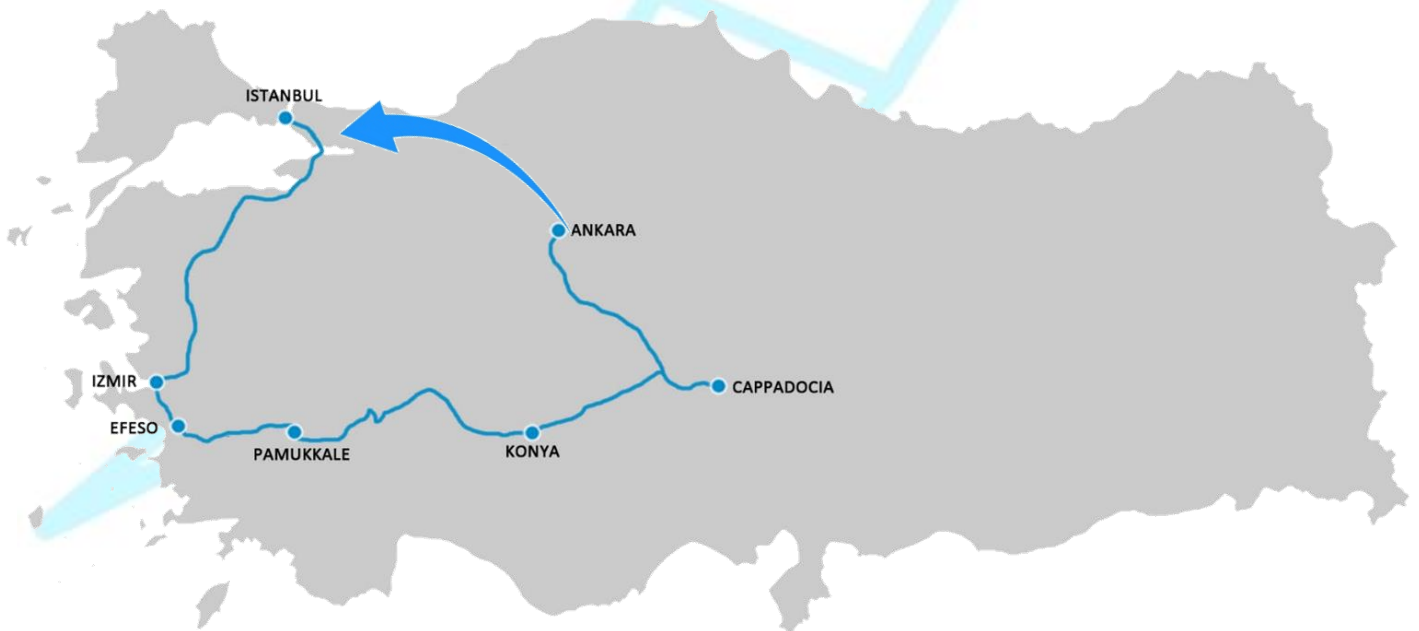 ISTANBUL
ANKARA
IZMIR
CAPPADOCIA
EFESO
PAMUKKALE
KONYA